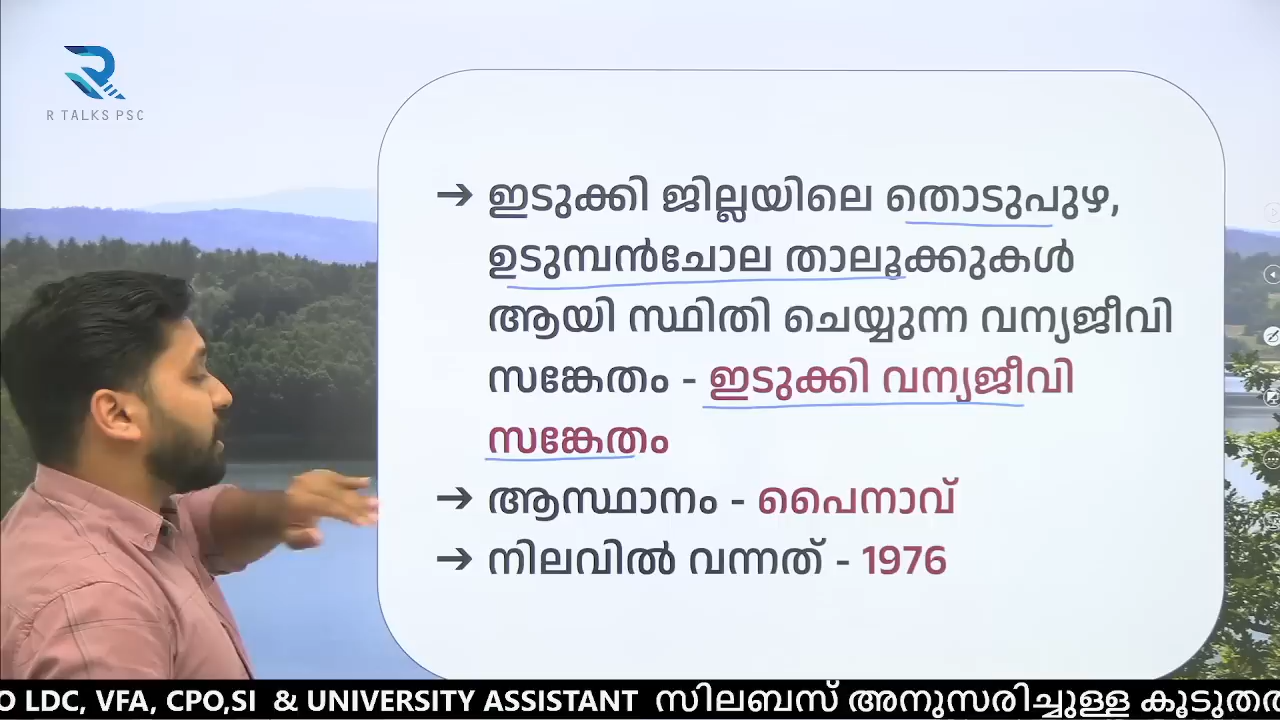 R TALKS PSC
➔ ഇടുക്കി ജില്ലയിലെ തൊടുപുഴ,
ഉടുമ്പൻചോല താലൂക്കുകൾ
ആയി സ്ഥിതി ചെയ്യുന്ന വന്യജീവി
സങ്കേതം - ഇടുക്കി വന്യജീവി
സങ്കേതം
➔ ആസ്ഥാനം - പൈനാവ്
➔ നിലവിൽ വന്നത് - 1976
O LDC, VFA, CPO,SI & UNIVERSITY ASSISTANT സിലബസ് അനുസരിച്ചുള്ള